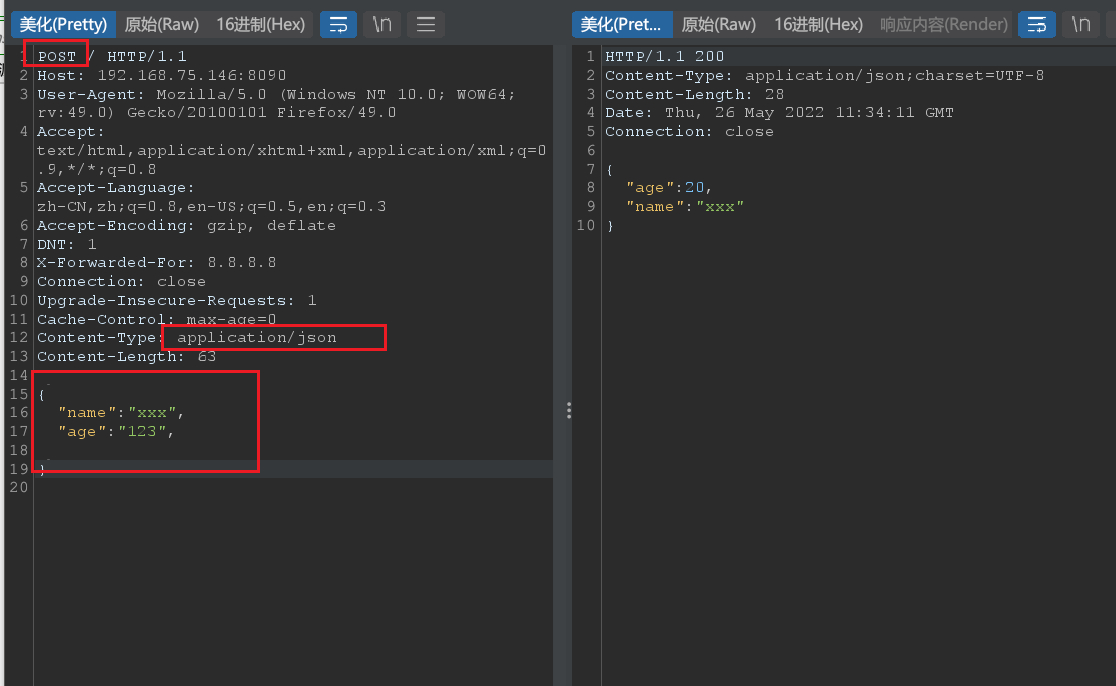 美化(Pretty) 原始(Raw) 16进制(Hex) \n
1 POST / HTTP/1.1
2 Host: 192.168.75.146:8090
3 User-Agent: Mozilla/5.0 (Windows NT 10.0; WOW64;
rv:49.0) Gecko/20100101 Firefox/49.0
4 Accept:
text/html,application/xhtml+xml,application/xml;q=0
.9,*/*;q=0.8
5 Accept-Language:
zh-CN,zh;q=0.8,en-US;q=0.5,en;q=0.3
6 Accept-Encoding: gzip, deflate
7 DNT: 1
8 X-Forwarded-For: 8.8.8.8
9 Connection: close
10 Upgrade-Insecure-Requests: 1
11 Cache-Control: max-age=0
12 Content-Type: application/json
13 Content-Length: 63
14
15 {
16 "name":"xxx",
17 "age":"123",
18
19 }
20
美化(Pret... 原始(Raw) 16进制(Hex) 响应内容(Render) \n
1 HTTP/1.1 200
2 Content-Type: application/json;charset=UTF-8
3 Content-Length: 28
4 Date: Thu, 26 May 2022 11:34:11 GMT
5 Connection: close
6
7 {
8 "age":20,
9 "name":"xxx"
10 }